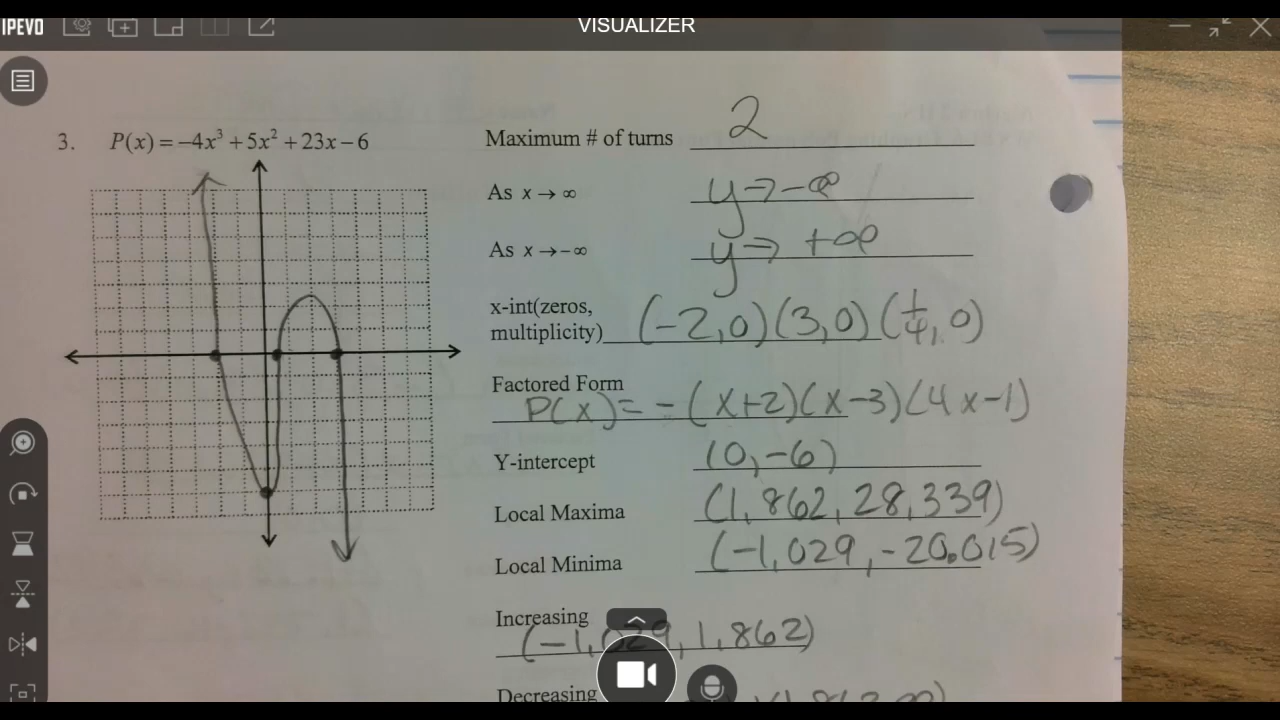 IPEVO
VISUALIZER
3. P(x) = −4x³ + 5x² + 23x − 6
Maximum # of turns 2
As x → ∞ y → −∞
As x → −∞ y → +∞
x-int(zeros, multiplicity) (−2,0)(3,0)(1/4,0)
Factored Form
P(x) = −(x+2)(x−3)(4x−1)
Y-intercept (0,−6)
Local Maxima (1,862,28,339)
Local Minima (−1,029,−20.015)
Increasing
(−1,029,1,862)
Decreasing